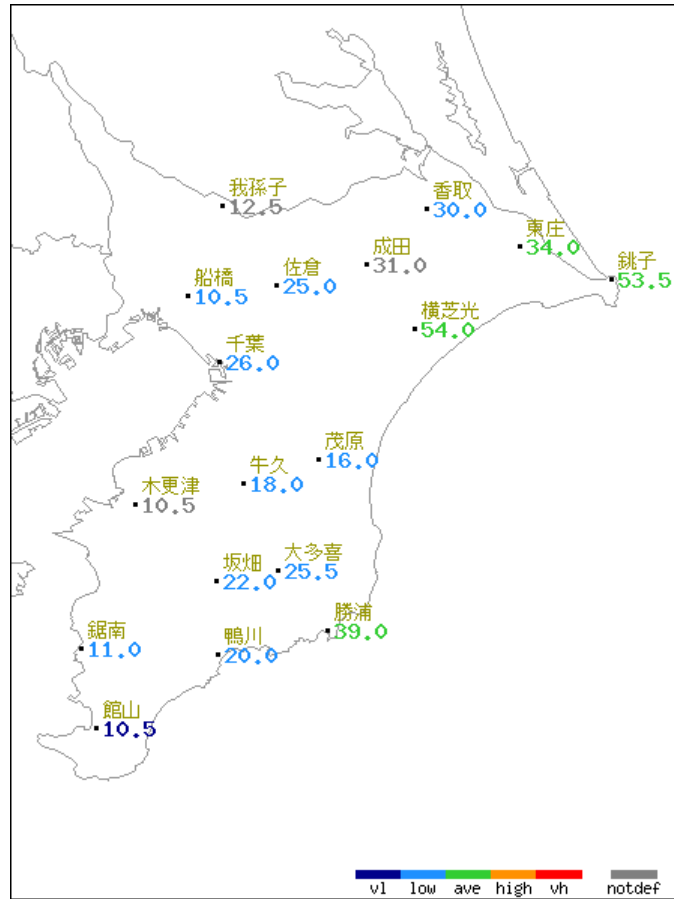 我孫子
12.5
香取
30.0
東庄
34.0
成田
31.0
銚子
53.5
船橋
10.5
佐倉
25.0
横芝光
54.0
千葉
26.0
茂原
16.0
牛久
18.0
木更津
10.5
大多喜
25.5
坂畑
22.0
勝浦
39.0
鋸南
11.0
鴨川
20.0
館山
10.5
vl low ave high vh notdef